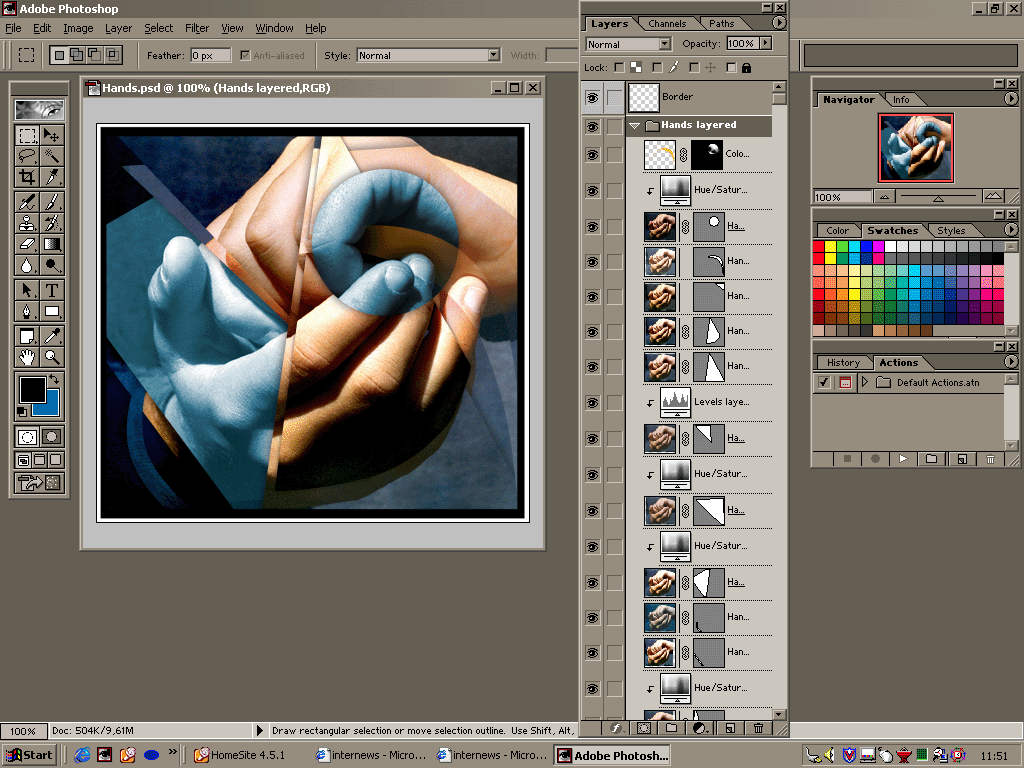 Adobe Photoshop
File Edit Image Layer Select Filter View Window Help
Feather: 0 px Anti-aliased Style: Normal Width:
Hands.psd @ 100% (Hands layered,RGB)
Layers Channels Paths
Normal Opacity: 100%
Lock:
Border
Hands layered
Colo...
Hue/Satur...
Ha...
Han...
Han...
Han...
Han...
Levels laye...
Ha...
Hue/Satur...
Ha...
Hue/Satur...
Ha...
Han...
Han...
Hue/Satur...
Navigator Info
100%
Color Swatches Styles
History Actions
Default Actions.atn
T
100% Doc: 504K/9,61M Draw rectangular selection or move selection outline. Use Shift, Alt,
Start HomeSite 4.5.1 internews - Micro... internews - Micro... Adobe Photosh... 11:51